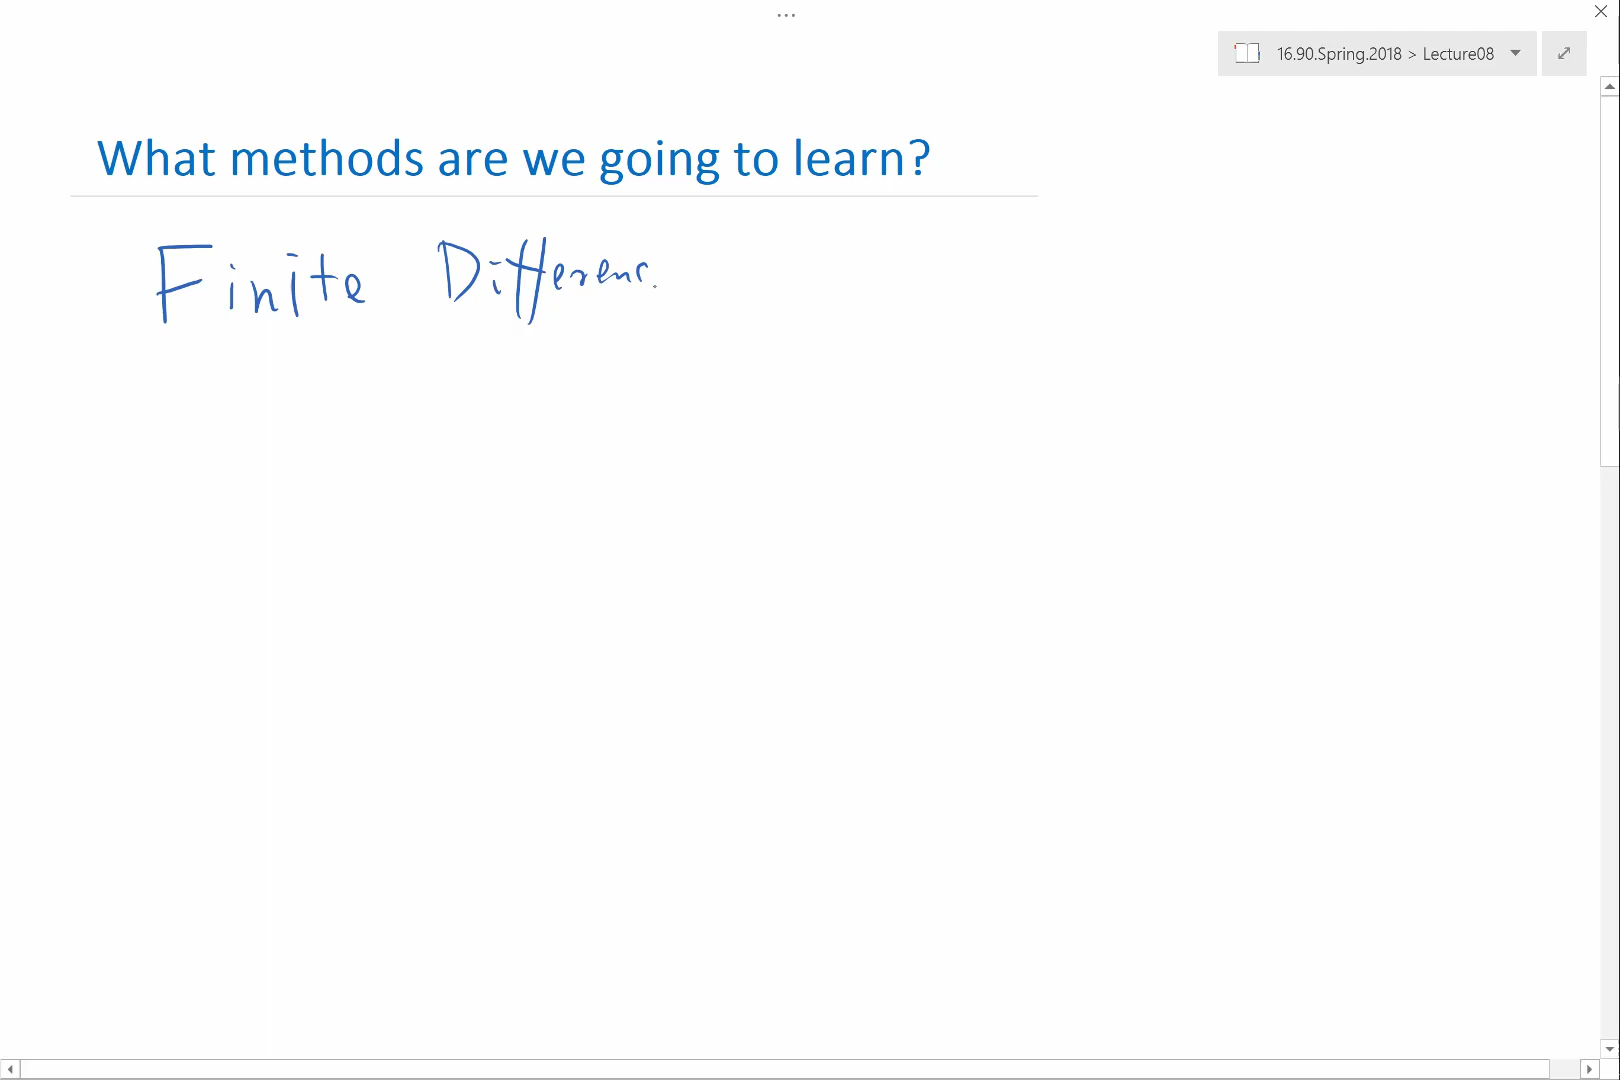 16.90.Spring.2018 > Lecture08
What methods are we going to learn?
Finite Differenc